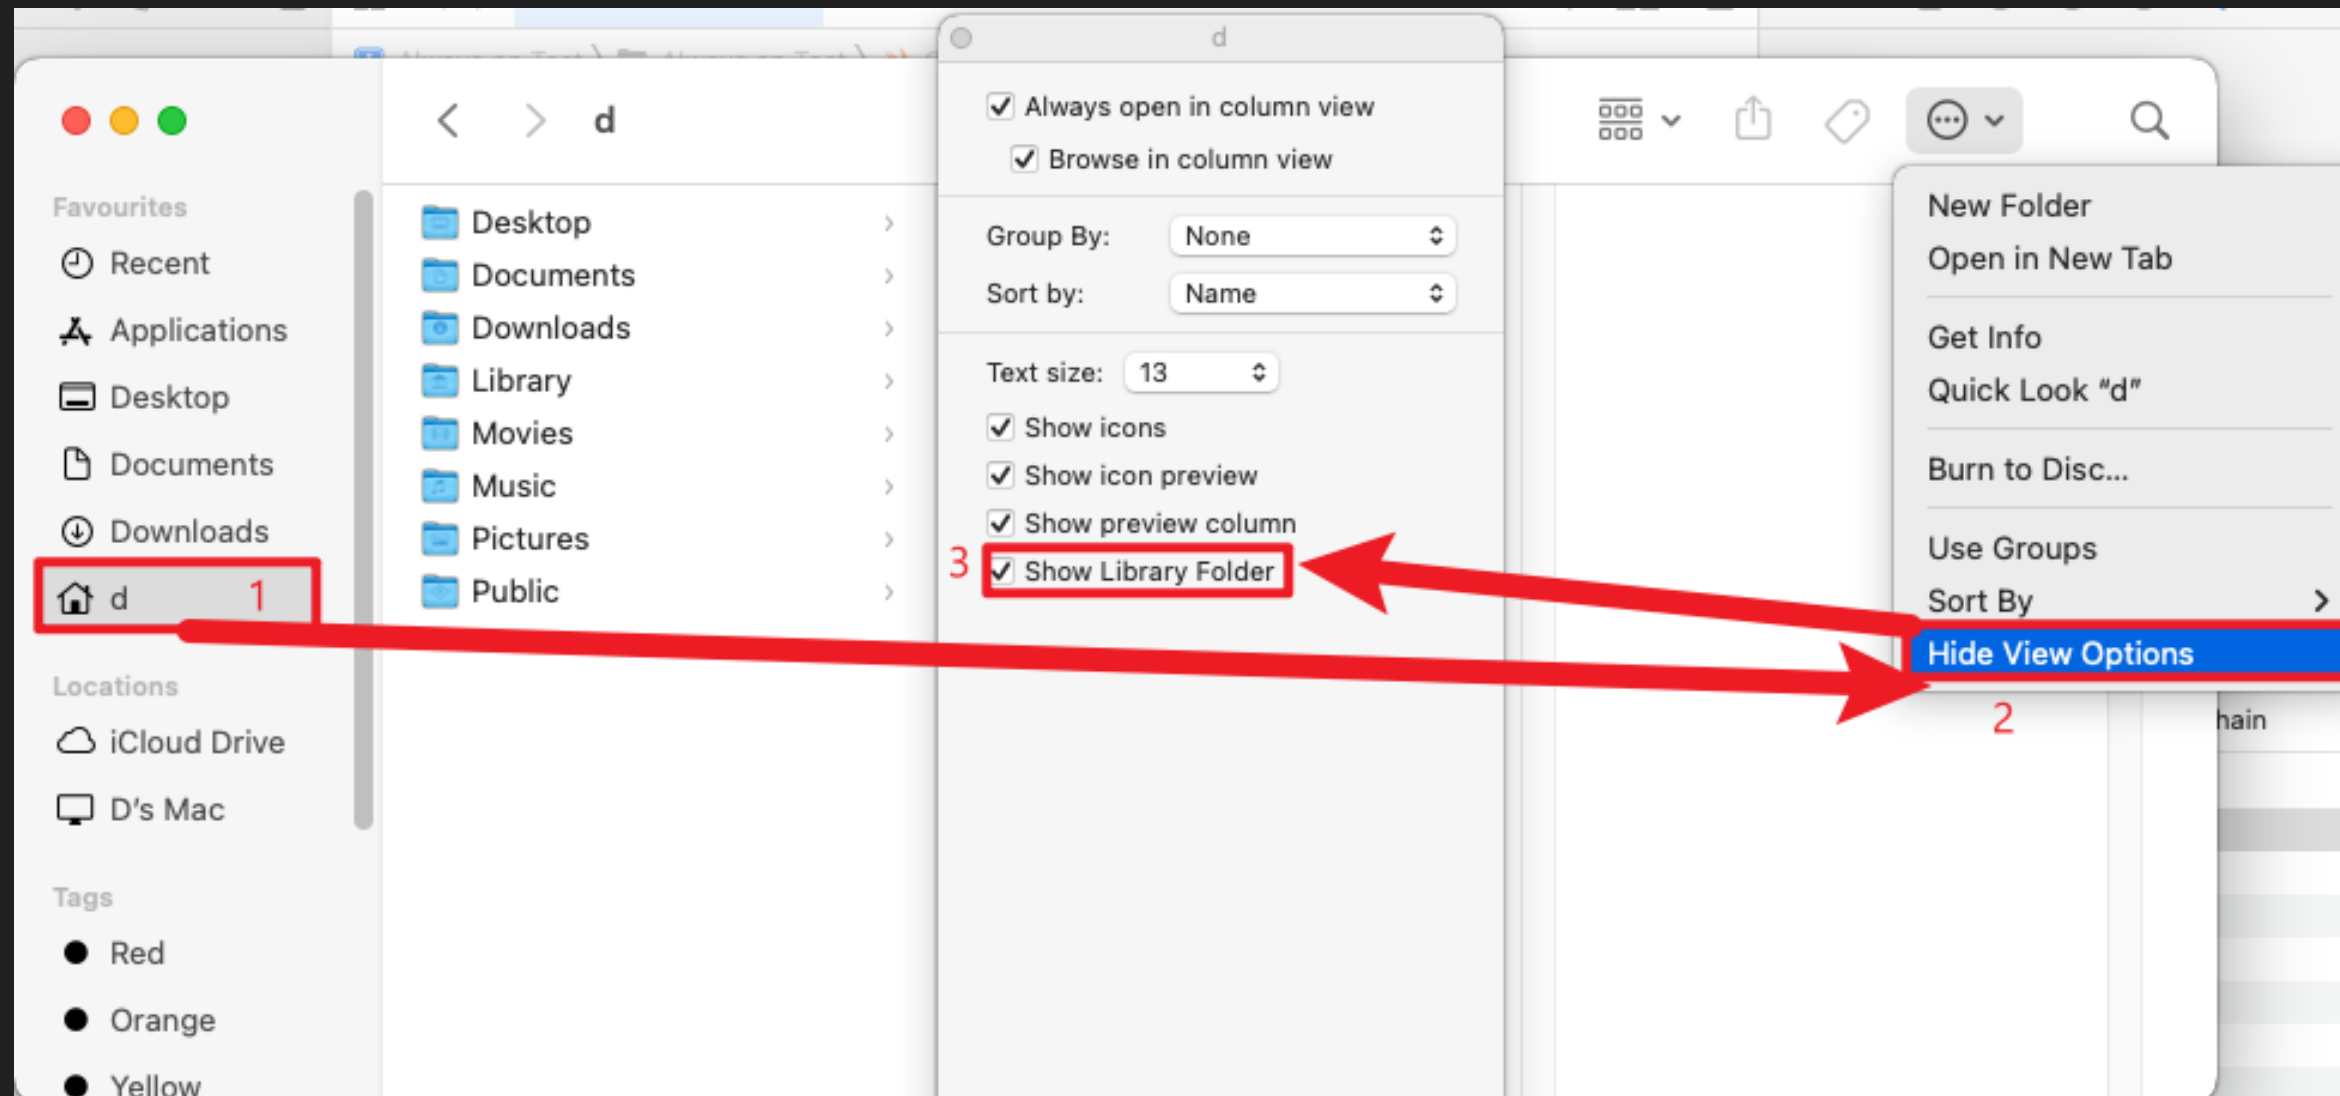 d
Favourites
Recent
Applications
Desktop
Documents
Downloads
d 1
Locations
iCloud Drive
D's Mac
Tags
Red
Orange
Yellow
Desktop
Documents
Downloads
Library
Movies
Music
Pictures
Public
d
Always open in column view
Browse in column view
Group By: None
Sort by: Name
Text size: 13
Show icons
Show icon preview
Show preview column
3 Show Library Folder
New Folder
Open in New Tab
Get Info
Quick Look “d”
Burn to Disc...
Use Groups
Sort By
Hide View Options
2
hain